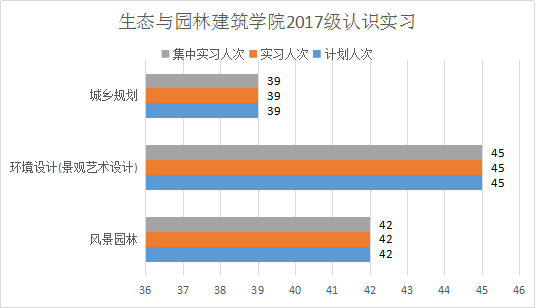 生态与园林建筑学院2017级认识实习
集中实习人次 实习人次 计划人次
城乡规划 39
39
39
环境设计(景观艺术设计) 45
45
45
风景园林 42
42
42
36 37 38 39 40 41 42 43 44 45 46